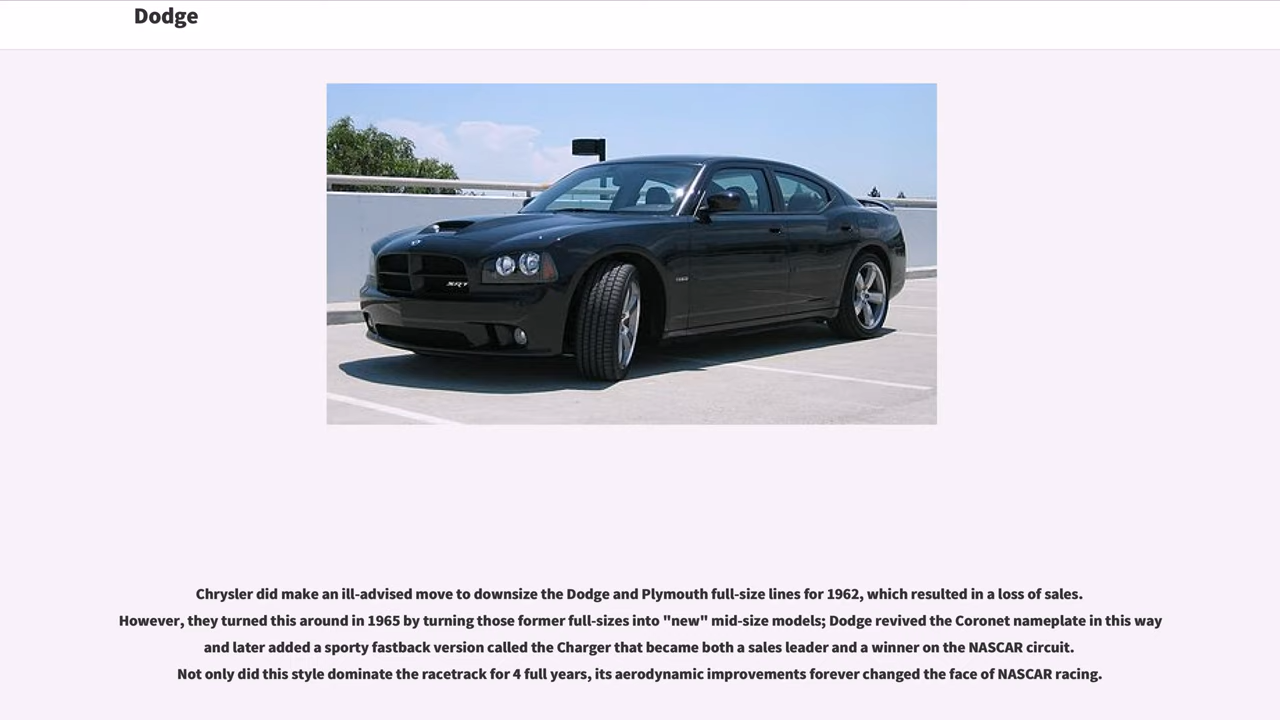 Dodge
SRT
Chrysler did make an ill-advised move to downsize the Dodge and Plymouth full-size lines for 1962, which resulted in a loss of sales.
However, they turned this around in 1965 by turning those former full-sizes into "new" mid-size models; Dodge revived the Coronet nameplate in this way
and later added a sporty fastback version called the Charger that became both a sales leader and a winner on the NASCAR circuit.
Not only did this style dominate the racetrack for 4 full years, its aerodynamic improvements forever changed the face of NASCAR racing.